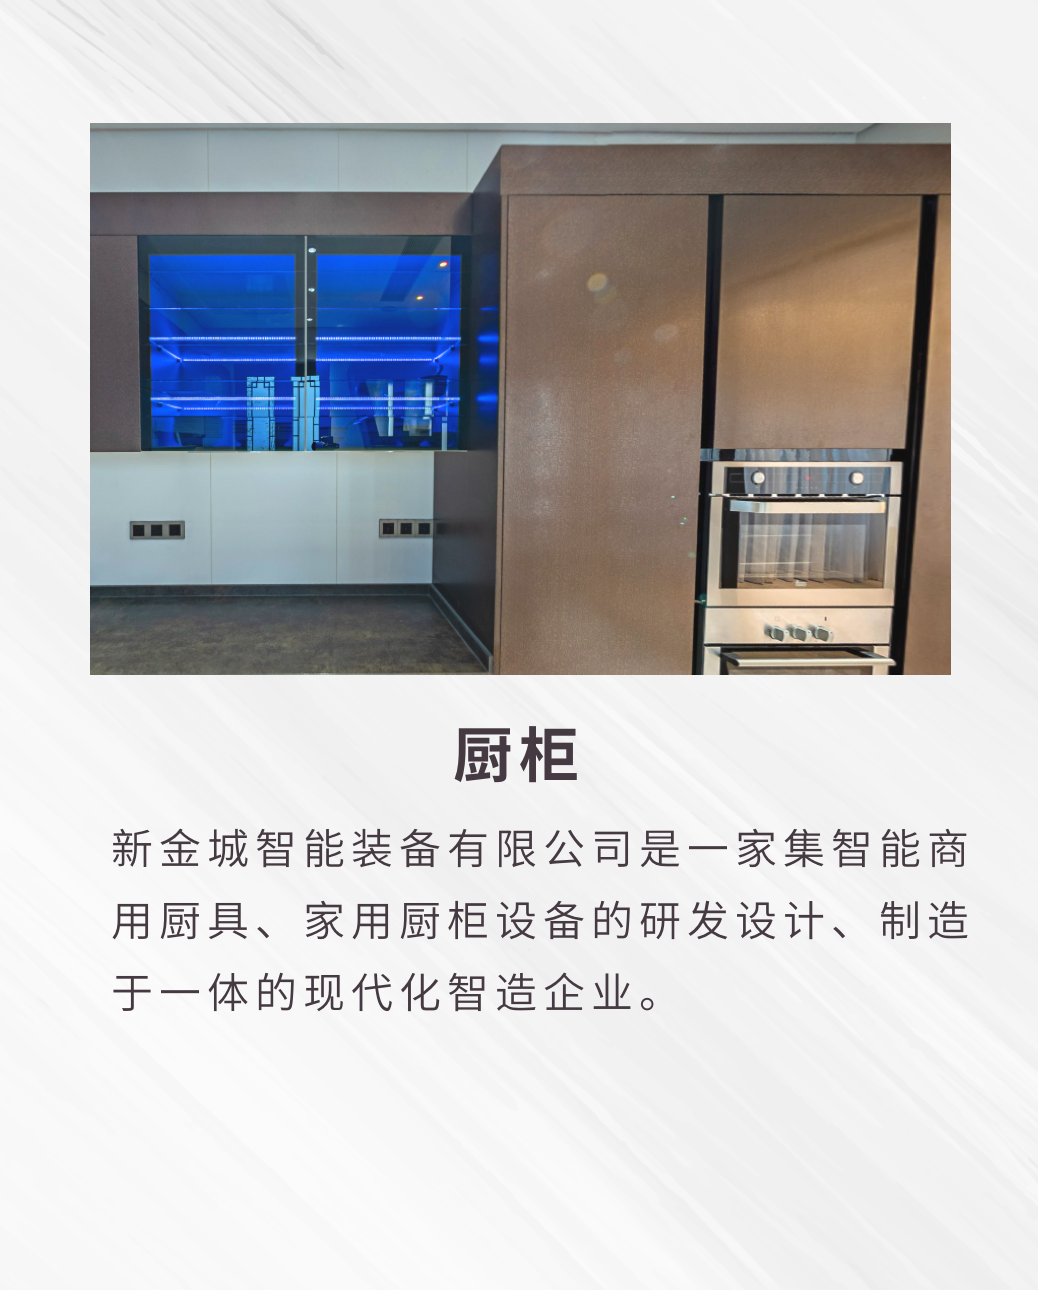 厨柜
新金城智能装备有限公司是一家集智能商
用厨具、家用厨柜设备的研发设计、制造
于一体的现代化智造企业。